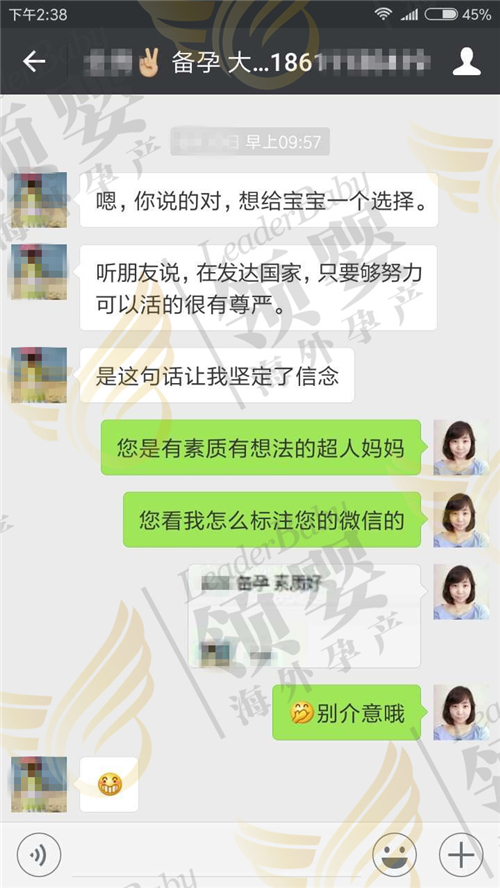 下午2:38
45%
备孕 大...1861
早上09:57
嗯，你说的对，想给宝宝一个选择。
听朋友说，在发达国家，只要够努力
可以活的很有尊严。
是这句话让我坚定了信念
您是有素质有想法的超人妈妈
您看我怎么标注您的微信的
备孕 素质好
别介意哦
LeaderBaby
领婴
海外孕产